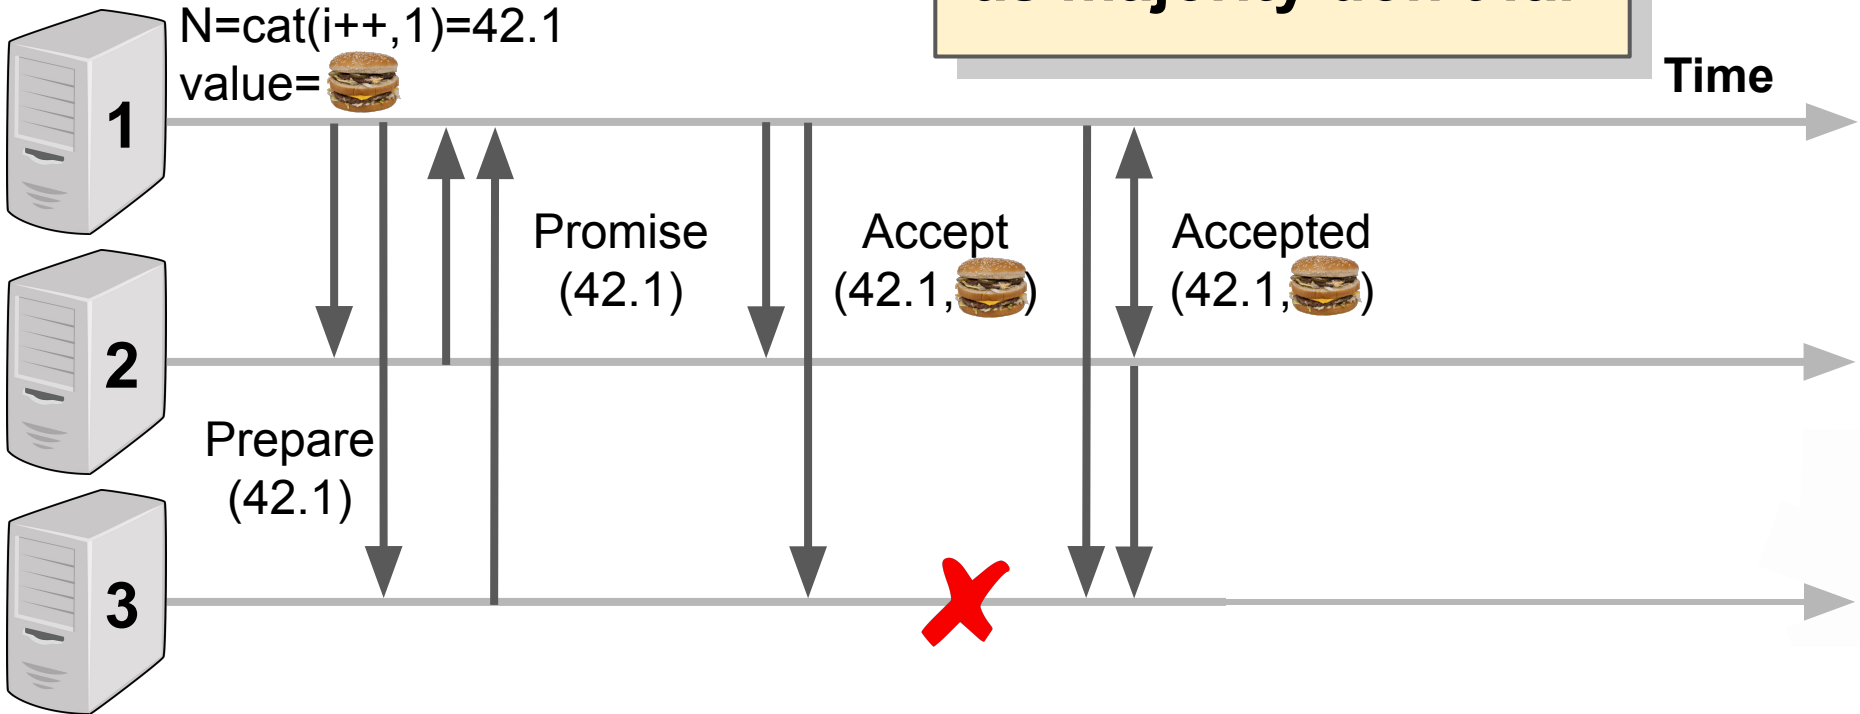 N=cat(i++,1)=42.1
value=
Time
1
Promise
(42.1)
Accept
(42.1, )
Accepted
(42.1, )
2
Prepare
(42.1)
3